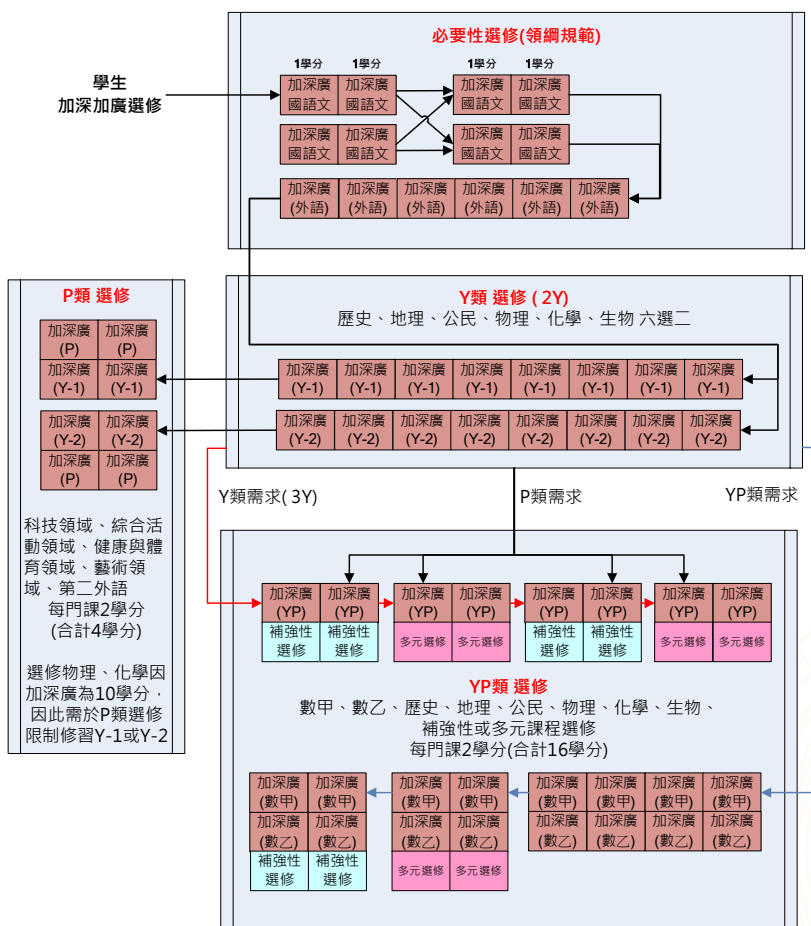 必要性選修(領綱規範)
1學分 1學分 1學分 1學分
學生
加深加廣選修
加深廣 加深廣 加深廣 加深廣
國語文 國語文 國語文 國語文
加深廣 加深廣 加深廣 加深廣
國語文 國語文 國語文 國語文
加深廣 加深廣 加深廣 加深廣 加深廣 加深廣
(外語) (外語) (外語) (外語) (外語) (外語)
P類 選修
加深廣 加深廣
(P) (P)
加深廣 加深廣
(Y-1) (Y-1)
加深廣 加深廣
(Y-2) (Y-2)
加深廣 加深廣
(P) (P)
科技領域、綜合活
動領域、健康與體
育領域、藝術領
域、第二外語
每門課2學分
(合計4學分)
選修物理、化學因
加深廣為10學分，
因此需於P類選修
限制修習Y-1或Y-2
Y類 選修 ( 2Y)
歷史、地理、公民、物理、化學、生物 六選二
加深廣 加深廣 加深廣 加深廣 加深廣 加深廣 加深廣 加深廣
(Y-1) (Y-1) (Y-1) (Y-1) (Y-1) (Y-1) (Y-1) (Y-1)
加深廣 加深廣 加深廣 加深廣 加深廣 加深廣 加深廣 加深廣
(Y-2) (Y-2) (Y-2) (Y-2) (Y-2) (Y-2) (Y-2) (Y-2)
Y類需求( 3Y) P類需求 YP類需求
加深廣 加深廣 加深廣 加深廣 加深廣 加深廣 加深廣 加深廣
(YP) (YP) (YP) (YP) (YP) (YP) (YP) (YP)
補強性 補強性 多元選修 多元選修 補強性 補強性 多元選修 多元選修
選修 選修 選修 選修
YP類 選修
數甲、數乙、歷史、地理、公民、物理、化學、生物、
補強性或多元課程選修
每門課2學分(合計16學分)
加深廣 加深廣 加深廣 加深廣 加深廣 加深廣 加深廣 加深廣
(數甲) (數甲) (數甲) (數甲) (數甲) (數甲) (數甲) (數甲)
加深廣 加深廣 加深廣 加深廣 加深廣 加深廣 加深廣 加深廣
(數乙) (數乙) (數乙) (數乙) (數乙) (數乙) (數乙) (數乙)
補強性 補強性 多元選修 多元選修
選修 選修